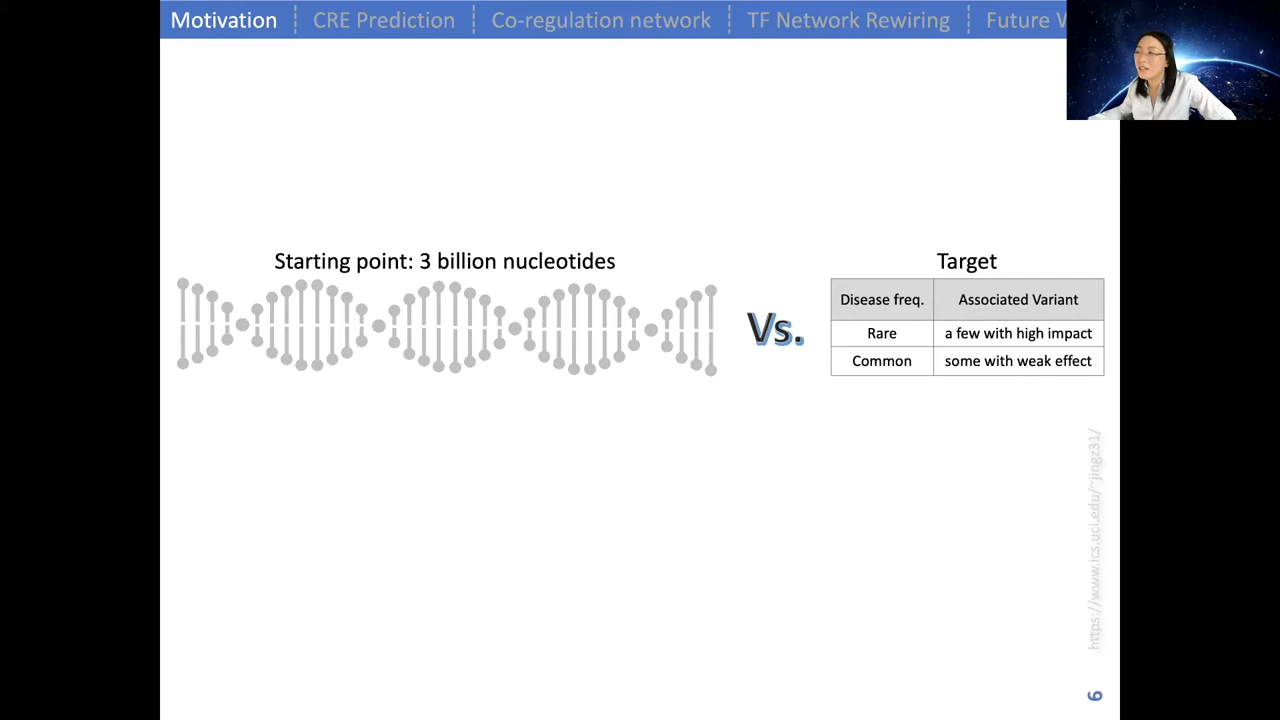 Motivation
CRE Prediction
Co-regulation network
TF Network Rewiring
Future
Starting point: 3 billion nucleotides
Vs.
Target
Disease freq. Associated Variant
Rare a few with high impact
Common some with weak effect
https://www.ics.uci.edu/~jingz31/
6